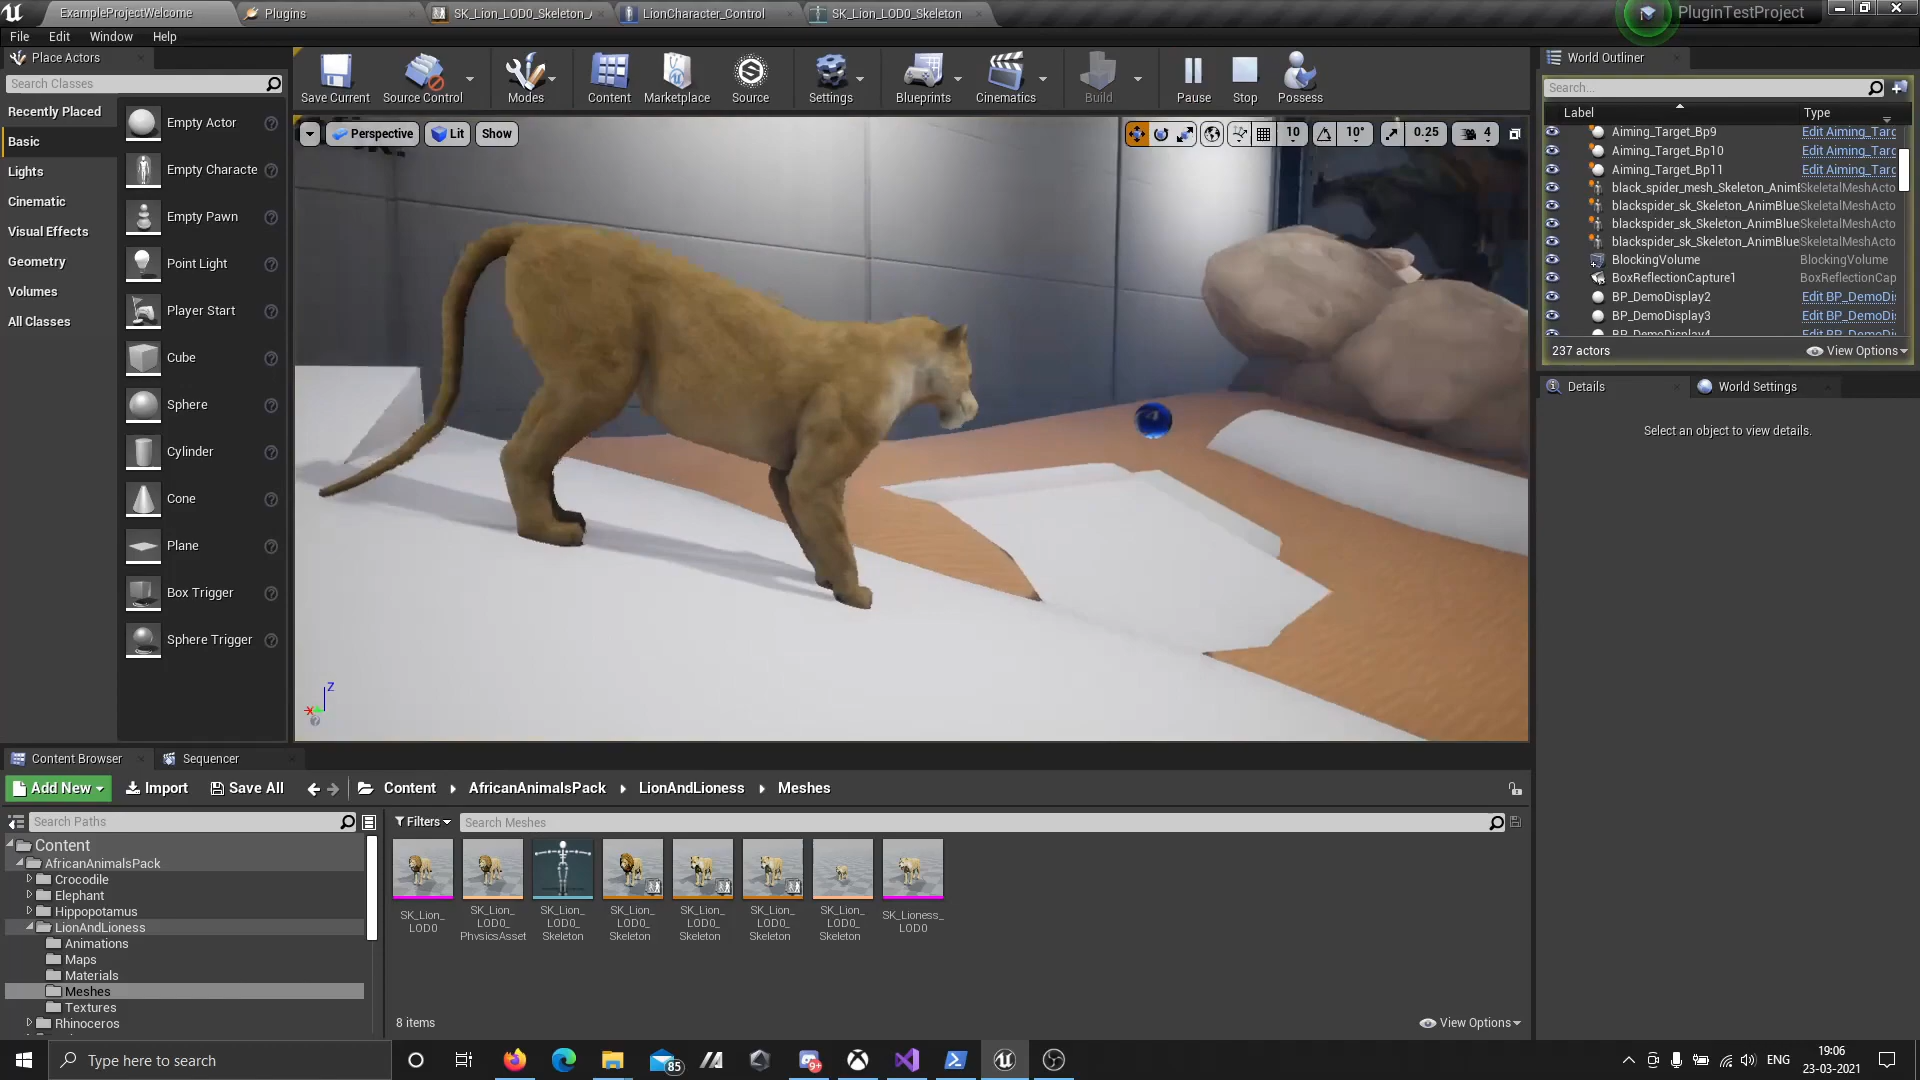 ExampleProjectWelcome
Plugins
SK_Lion_LOD0_Skeleton_
LionCharacter_Control
SK_Lion_LOD0_Skeleton
PluginTestProject
File
Edit
Window
Help
Place Actors
Search Classes
Recently Placed
Basic
Lights
Cinematic
Visual Effects
Geometry
Volumes
All Classes
Empty Actor
Empty Characte
Empty Pawn
Point Light
Player Start
Cube
Sphere
Cylinder
Cone
Plane
Box Trigger
Sphere Trigger
Save Current
Source Control
Modes
Content
Marketplace
Source
Settings
Blueprints
Cinematics
Build
Pause
Stop
Possess
Perspective
Lit
Show
10
10°
0.25
4
Z
X
World Outliner
Search...
Label
Type
Aiming_Target_Bp9 Edit Aiming_Tarc
Aiming_Target_Bp10 Edit Aiming_Tarc
Aiming_Target_Bp11 Edit Aiming_Tarc
black_spider_mesh_Skeleton_Anim SkeletalMeshActo
blackspider_sk_Skeleton_AnimBlue SkeletalMeshActo
blackspider_sk_Skeleton_AnimBlue SkeletalMeshActo
blackspider_sk_Skeleton_AnimBlue SkeletalMeshActo
BlockingVolume BlockingVolume
BoxReflectionCapture1 BoxReflectionCap
BP_DemoDisplay2 Edit BP_DemoDi
BP_DemoDisplay3 Edit BP_DemoDi
BP_DemoDisplay4 Edit BP_DemoDi
237 actors
View Options
Details
World Settings
Select an object to view details.
Content Browser
Sequencer
Add New
Import
Save All
Content
AfricanAnimalsPack
LionAndLioness
Meshes
Search Paths
Filters
Search Meshes
Content
AfricanAnimalsPack
Crocodile
Elephant
Hippopotamus
LionAndLioness
Animations
Maps
Materials
Meshes
Textures
Rhinoceros
SK_Lion_
LOD0
SK_Lion_
LOD0_
PhysicsAsset
SK_Lion_
LOD0_
Skeleton
SK_Lion_
LOD0_
Skeleton
SK_Lion_
LOD0_
Skeleton
SK_Lion_
LOD0_
Skeleton
SK_Lion_
LOD0_
Skeleton
SK_Lioness_
LOD0
8 items
View Options
Type here to search
85
9+
ENG
19:06
23-03-2021